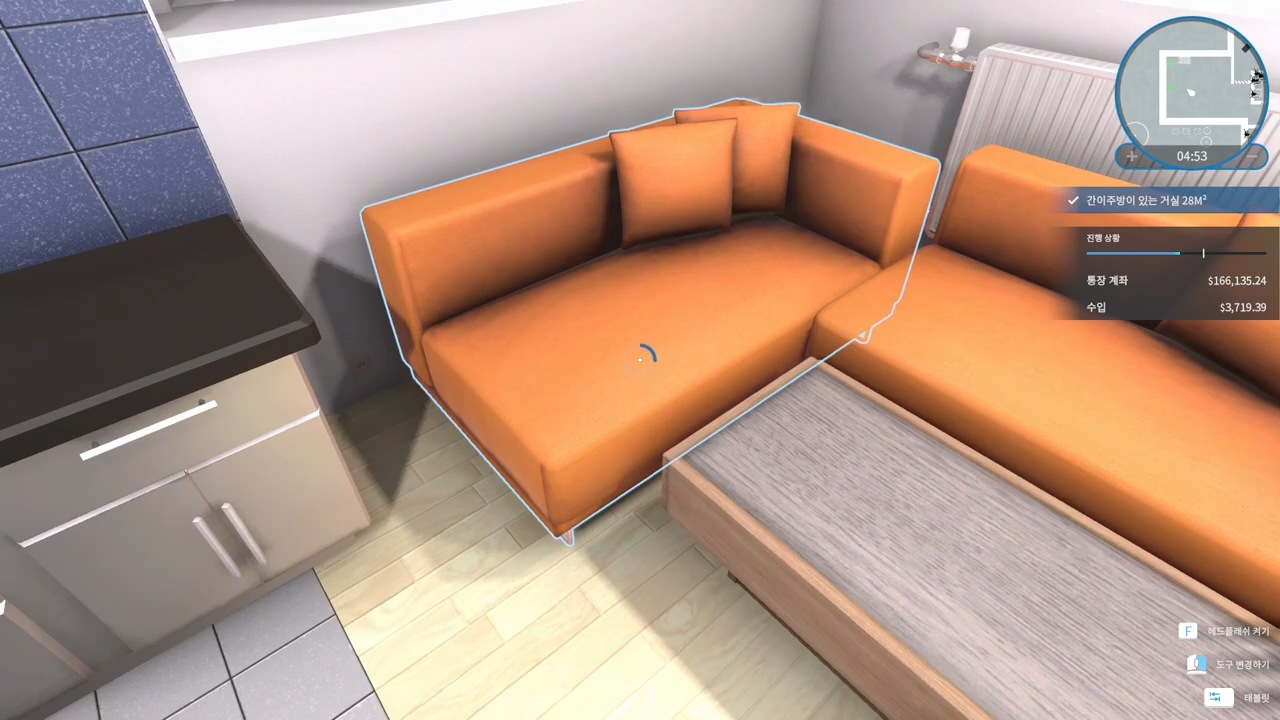 04:53
간이주방이 있는 거실 28M²
진행 상황
통장 계좌 $166,135.24
수입 $3,719.39
F 헤드플래쉬 켜기
도구 변경하기
태블릿